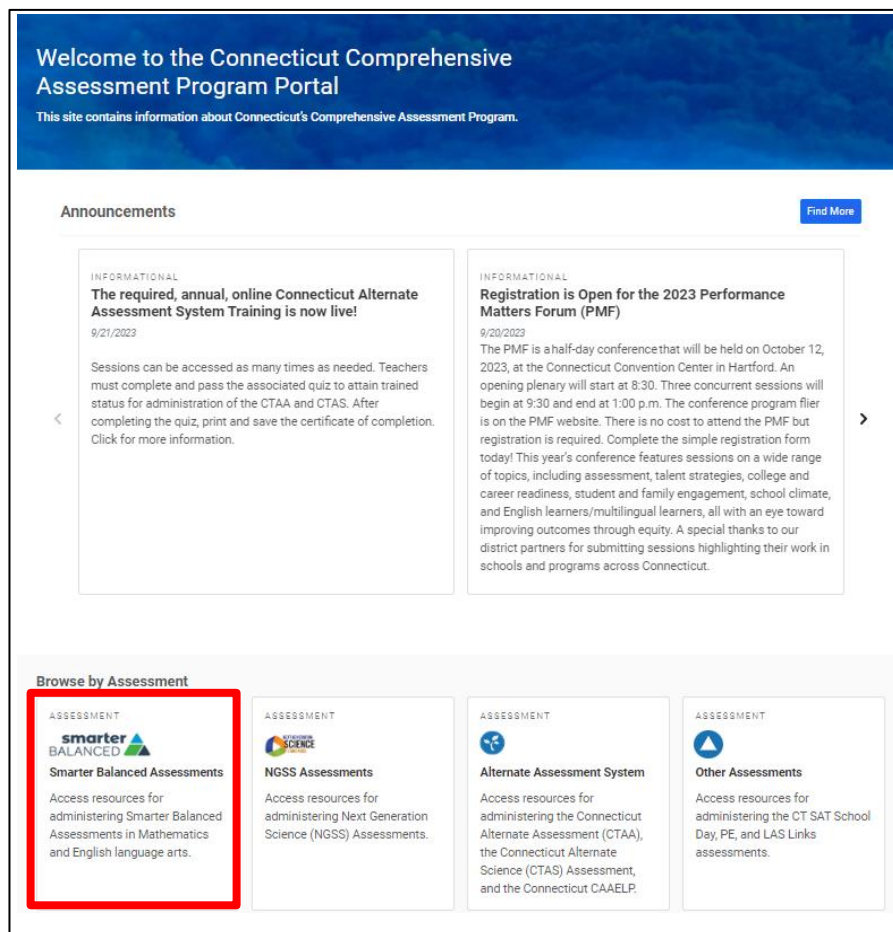 Welcome to the Connecticut Comprehensive
Assessment Program Portal
This site contains information about Connecticut's Comprehensive Assessment Program.
Announcements
Find More
INFORMATIONAL
The required, annual, online Connecticut Alternate
Assessment System Training is now live!
9/21/2023
Sessions can be accessed as many times as needed. Teachers
must complete and pass the associated quiz to attain trained
status for administration of the CTAA and CTAS. After
completing the quiz, print and save the certificate of completion.
Click for more information.
INFORMATIONAL
Registration is Open for the 2023 Performance
Matters Forum (PMF)
9/20/2023
The PMF is a half-day conference that will be held on October 12,
2023, at the Connecticut Convention Center in Hartford. An
opening plenary will start at 8:30. Three concurrent sessions will
begin at 9:30 and end at 1:00 p.m. The conference program flier
is on the PMF website. There is no cost to attend the PMF but
registration is required. Complete the simple registration form
today! This year's conference features sessions on a wide range
of topics, including assessment, talent strategies, college and
career readiness, student and family engagement, school climate,
and English learners/multilingual learners, all with an eye toward
improving outcomes through equity. A special thanks to our
district partners for submitting sessions highlighting their work in
schools and programs across Connecticut.
Browse by Assessment
ASSESSMENT
smarter
BALANCED
Smarter Balanced Assessments
Access resources for
administering Smarter Balanced
Assessments in Mathematics
and English language arts.
ASSESSMENT
SCIENCE
NGSS Assessments
Access resources for
administering Next Generation
Science (NGSS) Assessments.
ASSESSMENT
Alternate Assessment System
Access resources for
administering the Connecticut
Alternate Assessment (CTAA),
the Connecticut Alternate
Science (CTAS) Assessment,
and the Connecticut CAAELP.
ASSESSMENT
Other Assessments
Access resources for
administering the CT SAT School
Day, PE, and LAS Links
assessments.